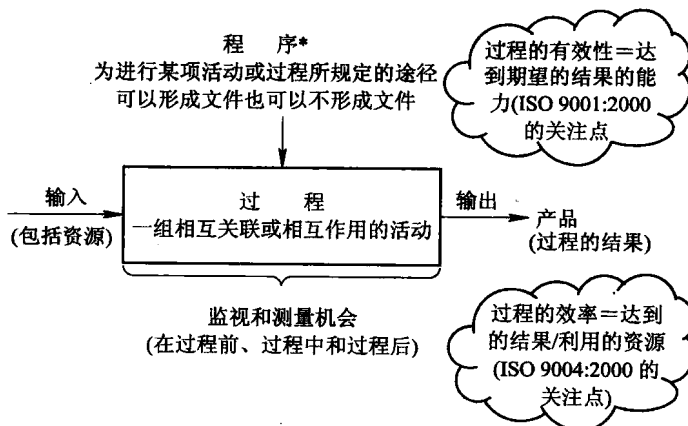 程 序*
为进行某项活动或过程所规定的途径
可以形成文件也可以不形成文件
过程的有效性=达
到期望的结果的能
力(ISO 9001:2000
的关注点
输入
(包括资源)
过 程
一组相互关联或相互作用的活动
输出
产品
(过程的结果)
监视和测量机会
(在过程前、过程中和过程后)
过程的效率=达到
的结果/利用的资源
(ISO 9004:2000 的
关注点)